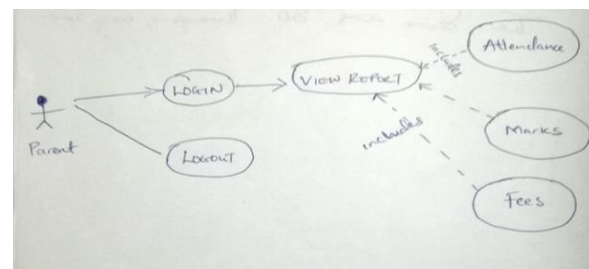 Attendance
includes
VIEW REPORT
LOGIN
Marks
includes
Parent
LOGOUT
Fees